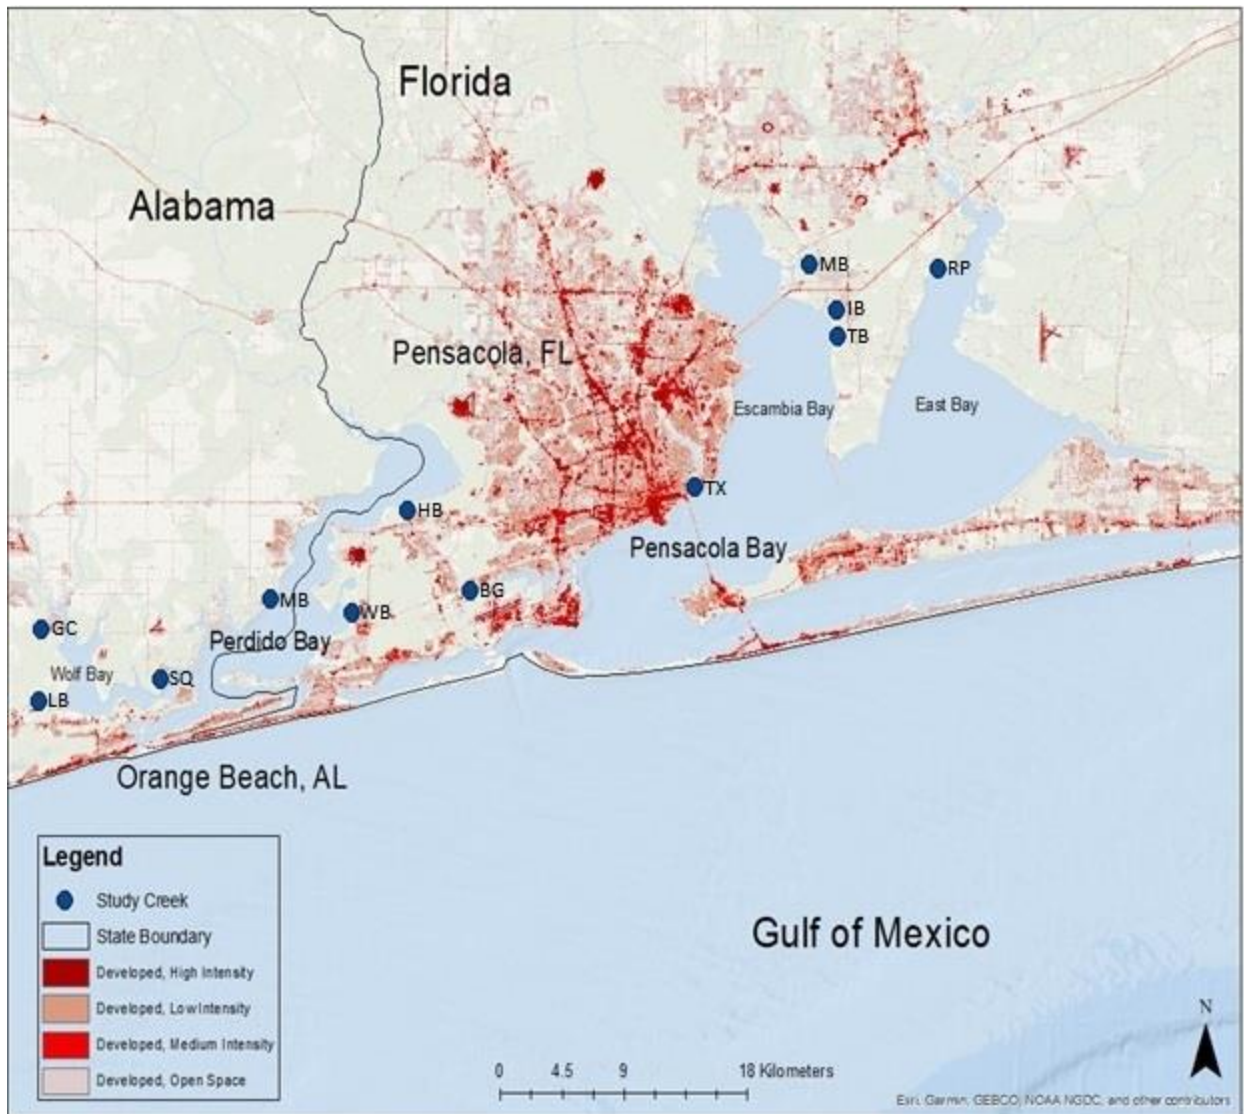 Florida
Alabama
MB
RP
IB
TB
Pensacola, FL
Escambia Bay
East Bay
TX
HB
Pensacola Bay
BG
MB
WB
GC
Perdido Bay
Wolf Bay
SQ
LB
Orange Beach, AL
Legend
Study Creek
State Boundary
Developed, High Intensity
Developed, Low Intensity
Developed, Medium Intensity
Developed, Open Space
Gulf of Mexico
N
0 4.5 9 18 Kilometers
Esri, Garmin, GEBCO, NOAA NGDC, and other contributors